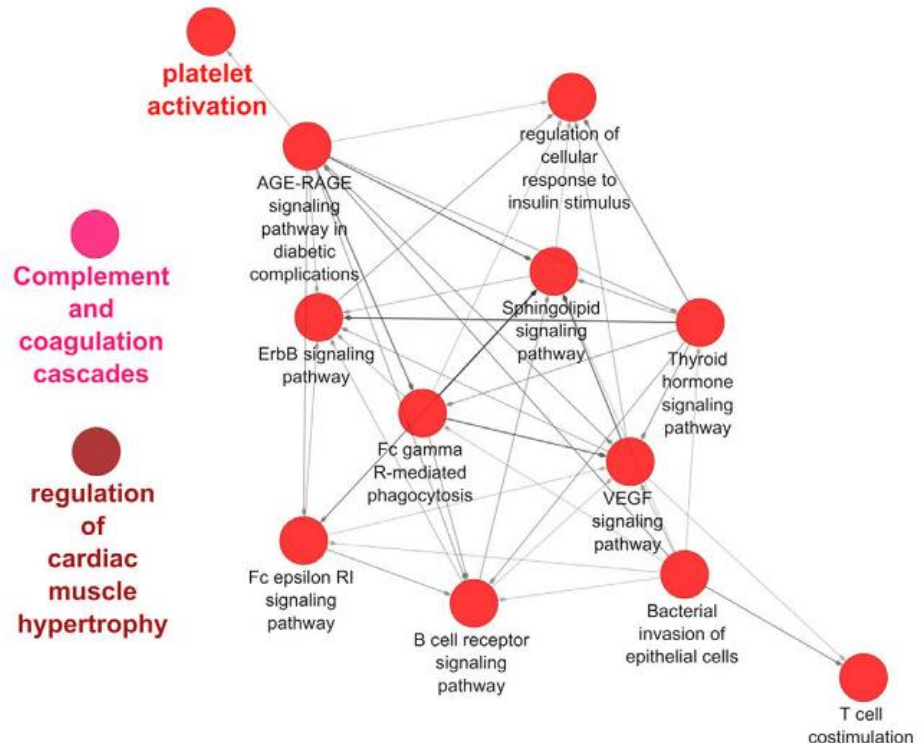 platelet
activation
regulation of
cellular
response to
insulin stimulus
AGE-RAGE
signaling
pathway in
diabetic
complications
Complement
and
coagulation
cascades
Sphingolipid
signaling
pathway
ErbB signaling
pathway
Thyroid
hormone
signaling
pathway
Fc gamma
R-mediated
phagocytosis
VEGF
signaling
pathway
regulation
of
cardiac
muscle
hypertrophy
Fc epsilon RI
signaling
pathway
B cell receptor
signaling
pathway
Bacterial
invasion of
epithelial cells
T cell
costimulation